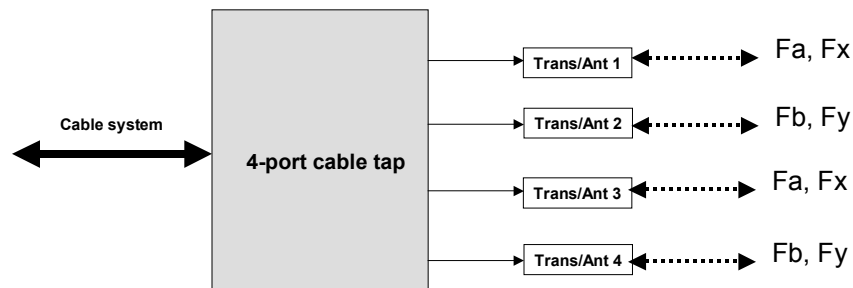 Trans/Ant 1
Fa, Fx
Cable system
Trans/Ant 2
Fb, Fy
4-port cable tap
Trans/Ant 3
Fa, Fx
Trans/Ant 4
Fb, Fy